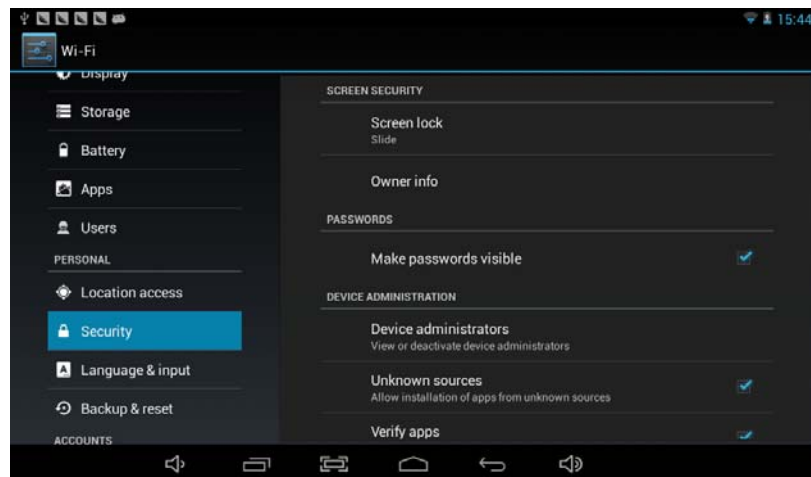 15:44
Wi-Fi
Display
Storage
Battery
Apps
Users
PERSONAL
Location access
Security
A Language & input
Backup & reset
ACCOUNTS
SCREEN SECURITY
Screen lock
Slide
Owner info
PASSWORDS
Make passwords visible
DEVICE ADMINISTRATION
Device administrators
View or deactivate device administrators
Unknown sources
Allow installation of apps from unknown sources
Verify apps